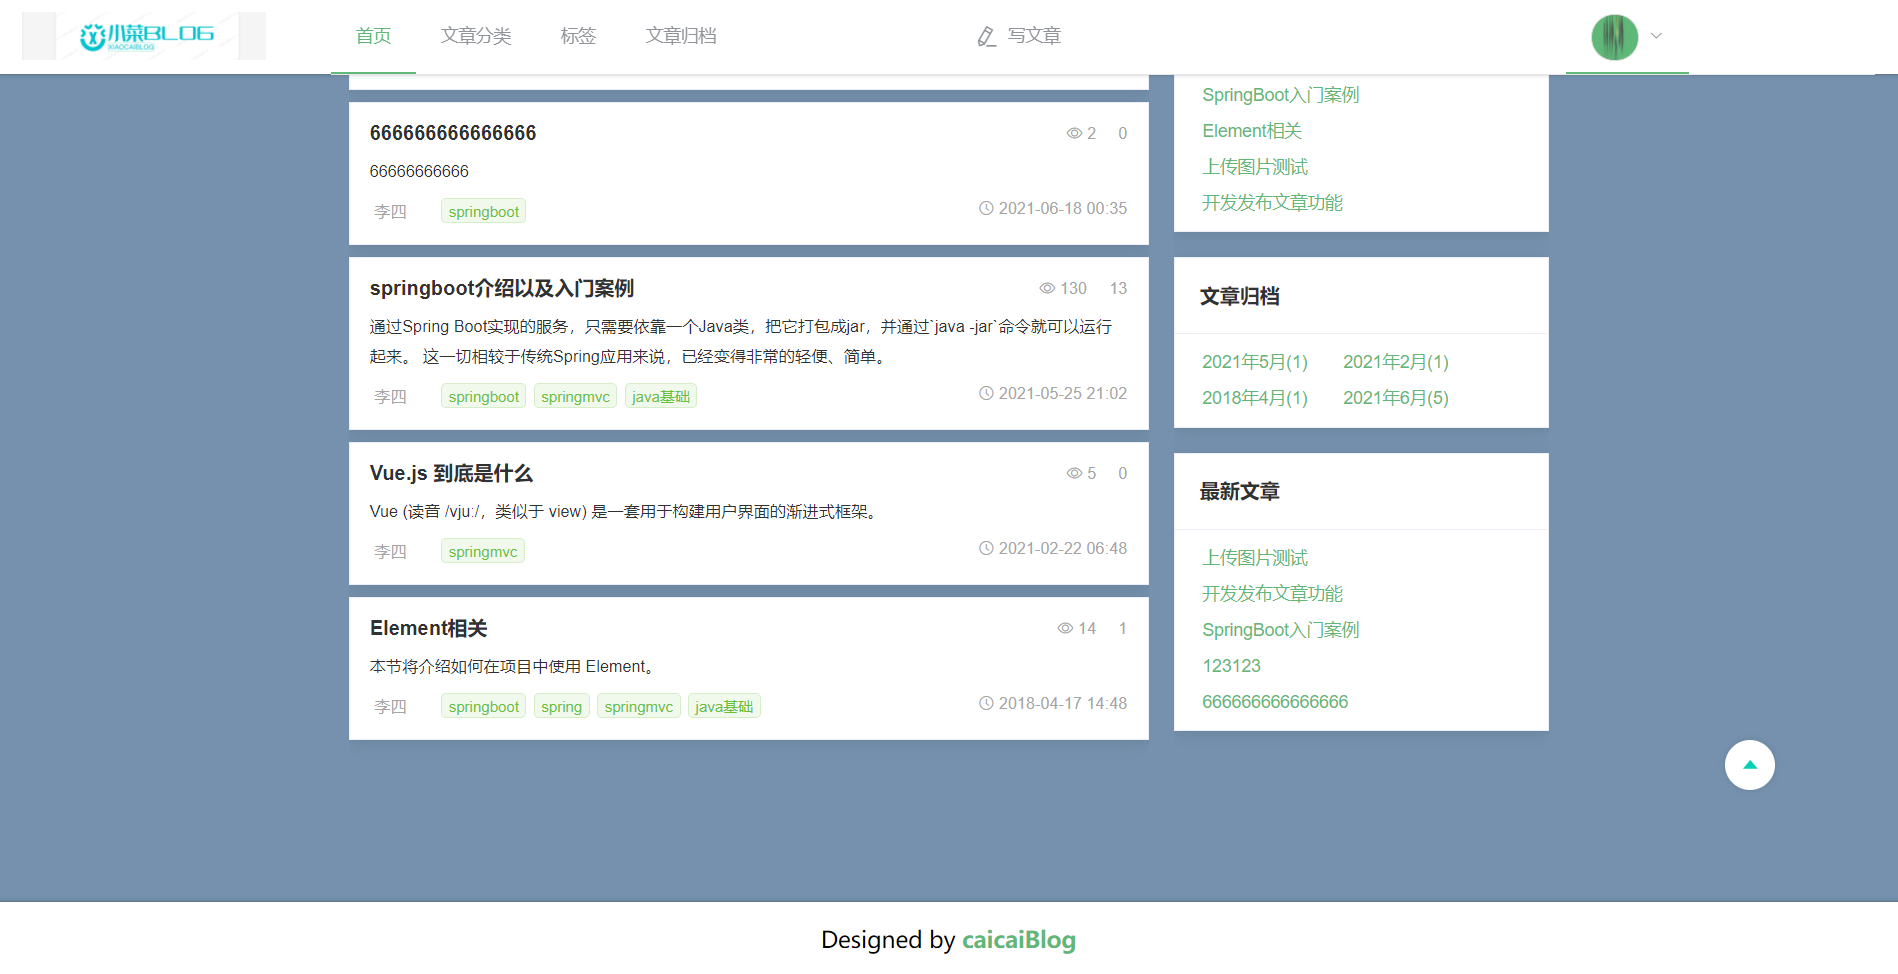 小菜BLOG
XIAOCAIBLOG
首页
文章分类
标签
文章归档
写文章
666666666666666
2 0
66666666666
李四
springboot
2021-06-18 00:35
springboot介绍以及入门案例
130 13
通过Spring Boot实现的服务，只需要依靠一个Java类，把它打包成jar，并通过`java -jar`命令就可以运行
起来。 这一切相较于传统Spring应用来说，已经变得非常的轻便、简单。
李四
springboot springmvc java基础
2021-05-25 21:02
Vue.js 到底是什么
5 0
Vue (读音 /vjuː/，类似于 view) 是一套用于构建用户界面的渐进式框架。
李四
springmvc
2021-02-22 06:48
Element相关
14 1
本节将介绍如何在项目中使用 Element。
李四
springboot spring springmvc java基础
2018-04-17 14:48
SpringBoot入门案例
Element相关
上传图片测试
开发发布文章功能
文章归档
2021年5月(1) 2021年2月(1)
2018年4月(1) 2021年6月(5)
最新文章
上传图片测试
开发发布文章功能
SpringBoot入门案例
123123
666666666666666
Designed by caicaiBlog